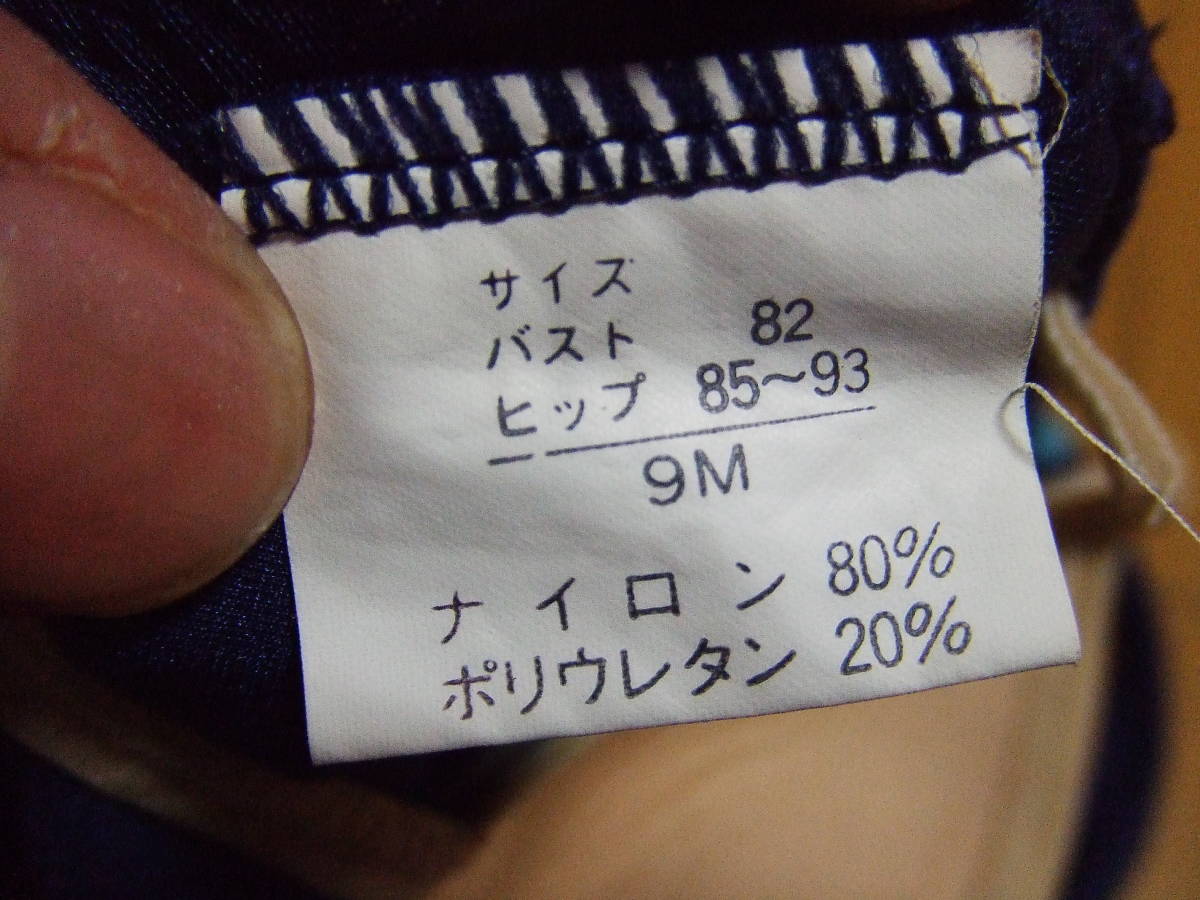 サイズ
バスト 82
ヒップ 85〜93
9M
ナイロン 80%
ポリウレタン 20%